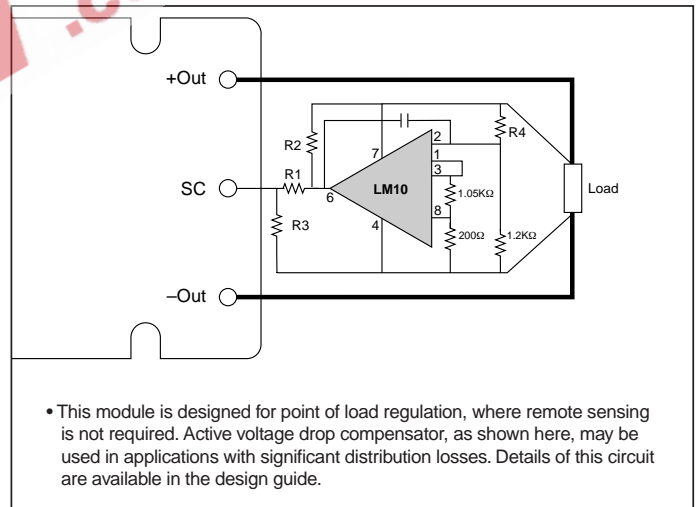 +Out
R2
R4
2
7
1
R1
3
SC
LM10
Load
6
1.05KΩ
8
R3
4
200Ω
1.2KΩ
–Out
• This module is designed for point of load regulation, where remote sensing
is not required. Active voltage drop compensator, as shown here, may be
used in applications with significant distribution losses. Details of this circuit
are available in the design guide.